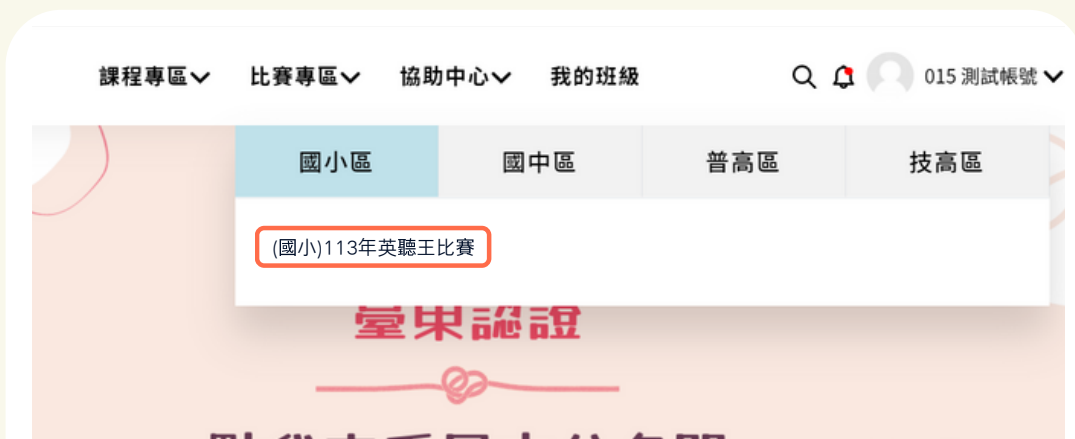 課程專區 比賽專區 協助中心 我的班級 015 測試帳號
國小區 國中區 普高區 技高區
(國小)113年英聽王比賽
臺東認證